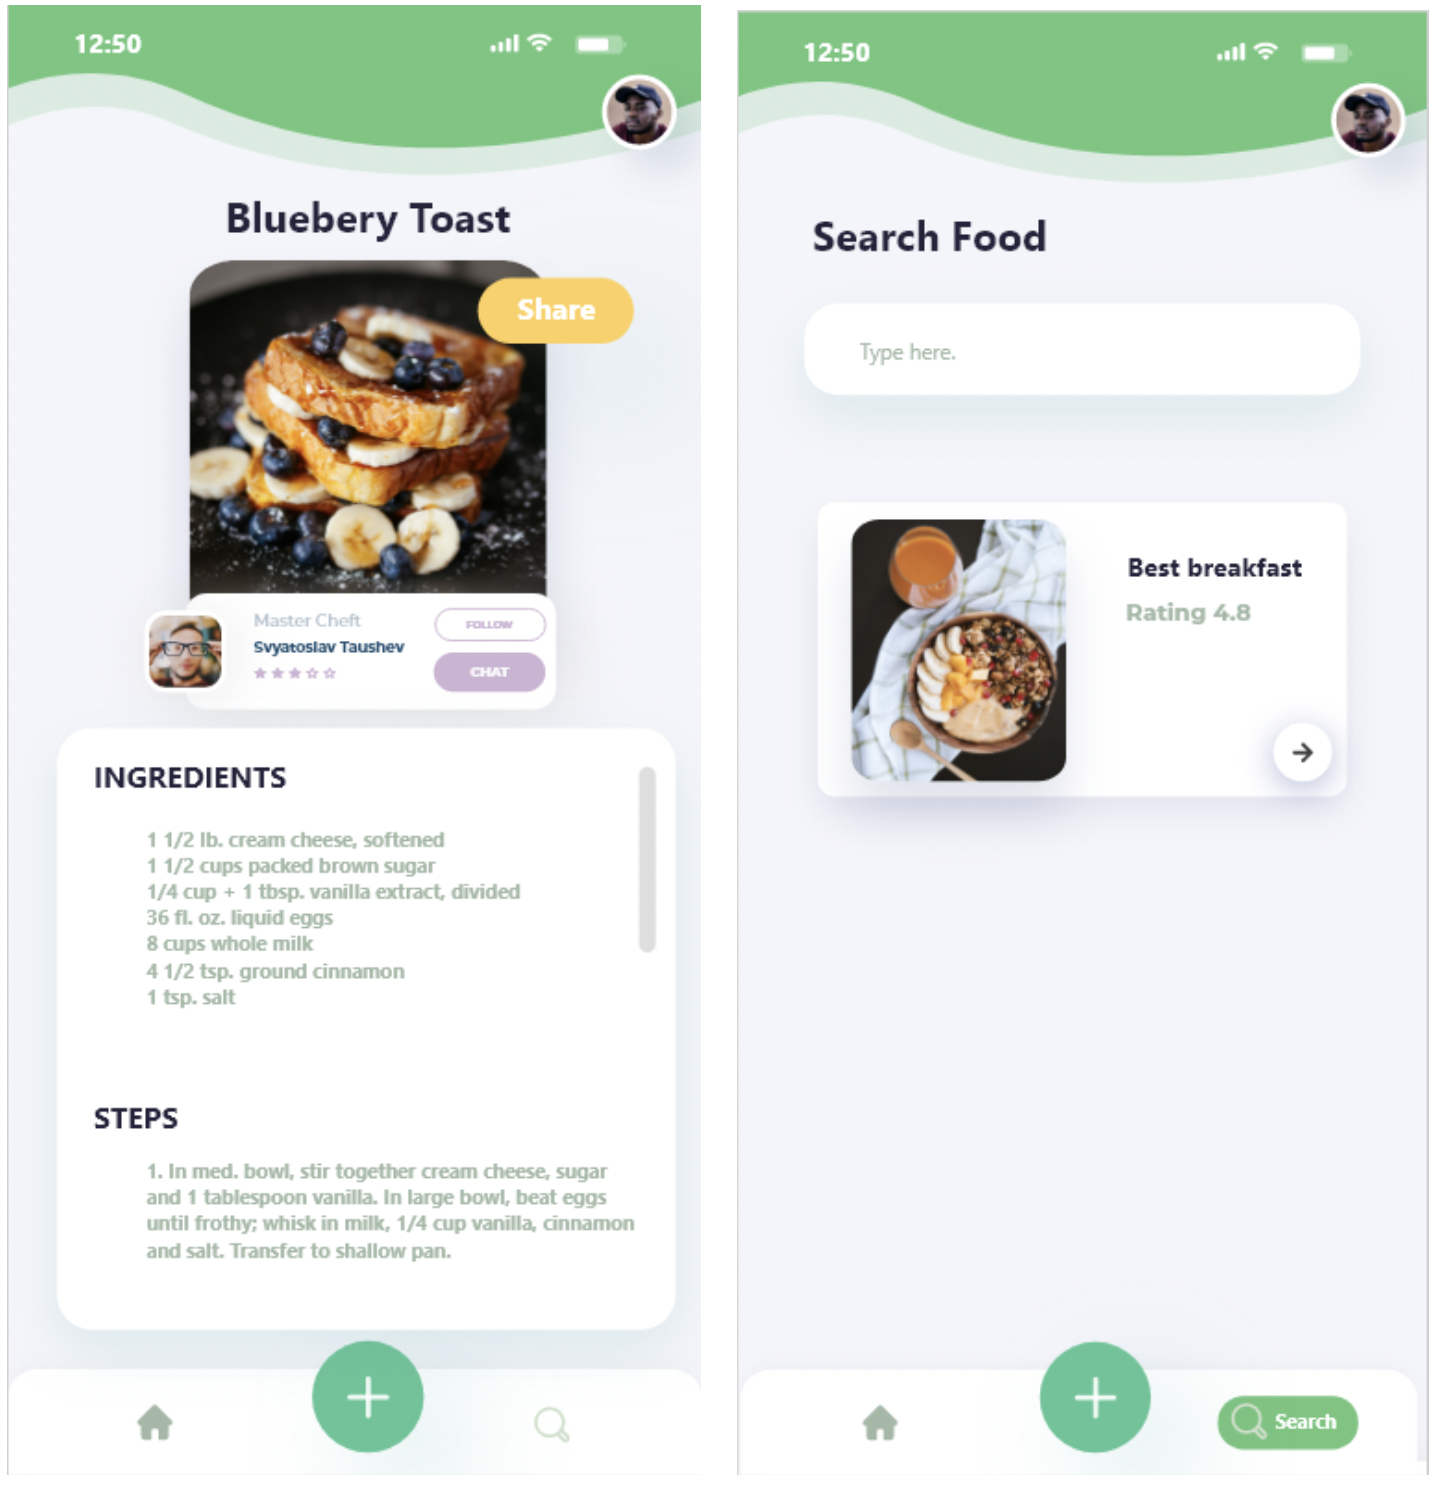 12:50
Bluebery Toast
Share
Master Cheft
Svyatoslav Taushev
FOLLOW
CHAT
INGREDIENTS
1 1/2 lb. cream cheese, softened
1 1/2 cups packed brown sugar
1/4 cup + 1 tbsp. vanilla extract, divided
36 fl. oz. liquid eggs
8 cups whole milk
4 1/2 tsp. ground cinnamon
1 tsp. salt
STEPS
1. In med. bowl, stir together cream cheese, sugar
and 1 tablespoon vanilla. In large bowl, beat eggs
until frothy; whisk in milk, 1/4 cup vanilla, cinnamon
and salt. Transfer to shallow pan.
12:50
Search Food
Type here.
Best breakfast
Rating 4.8
Search